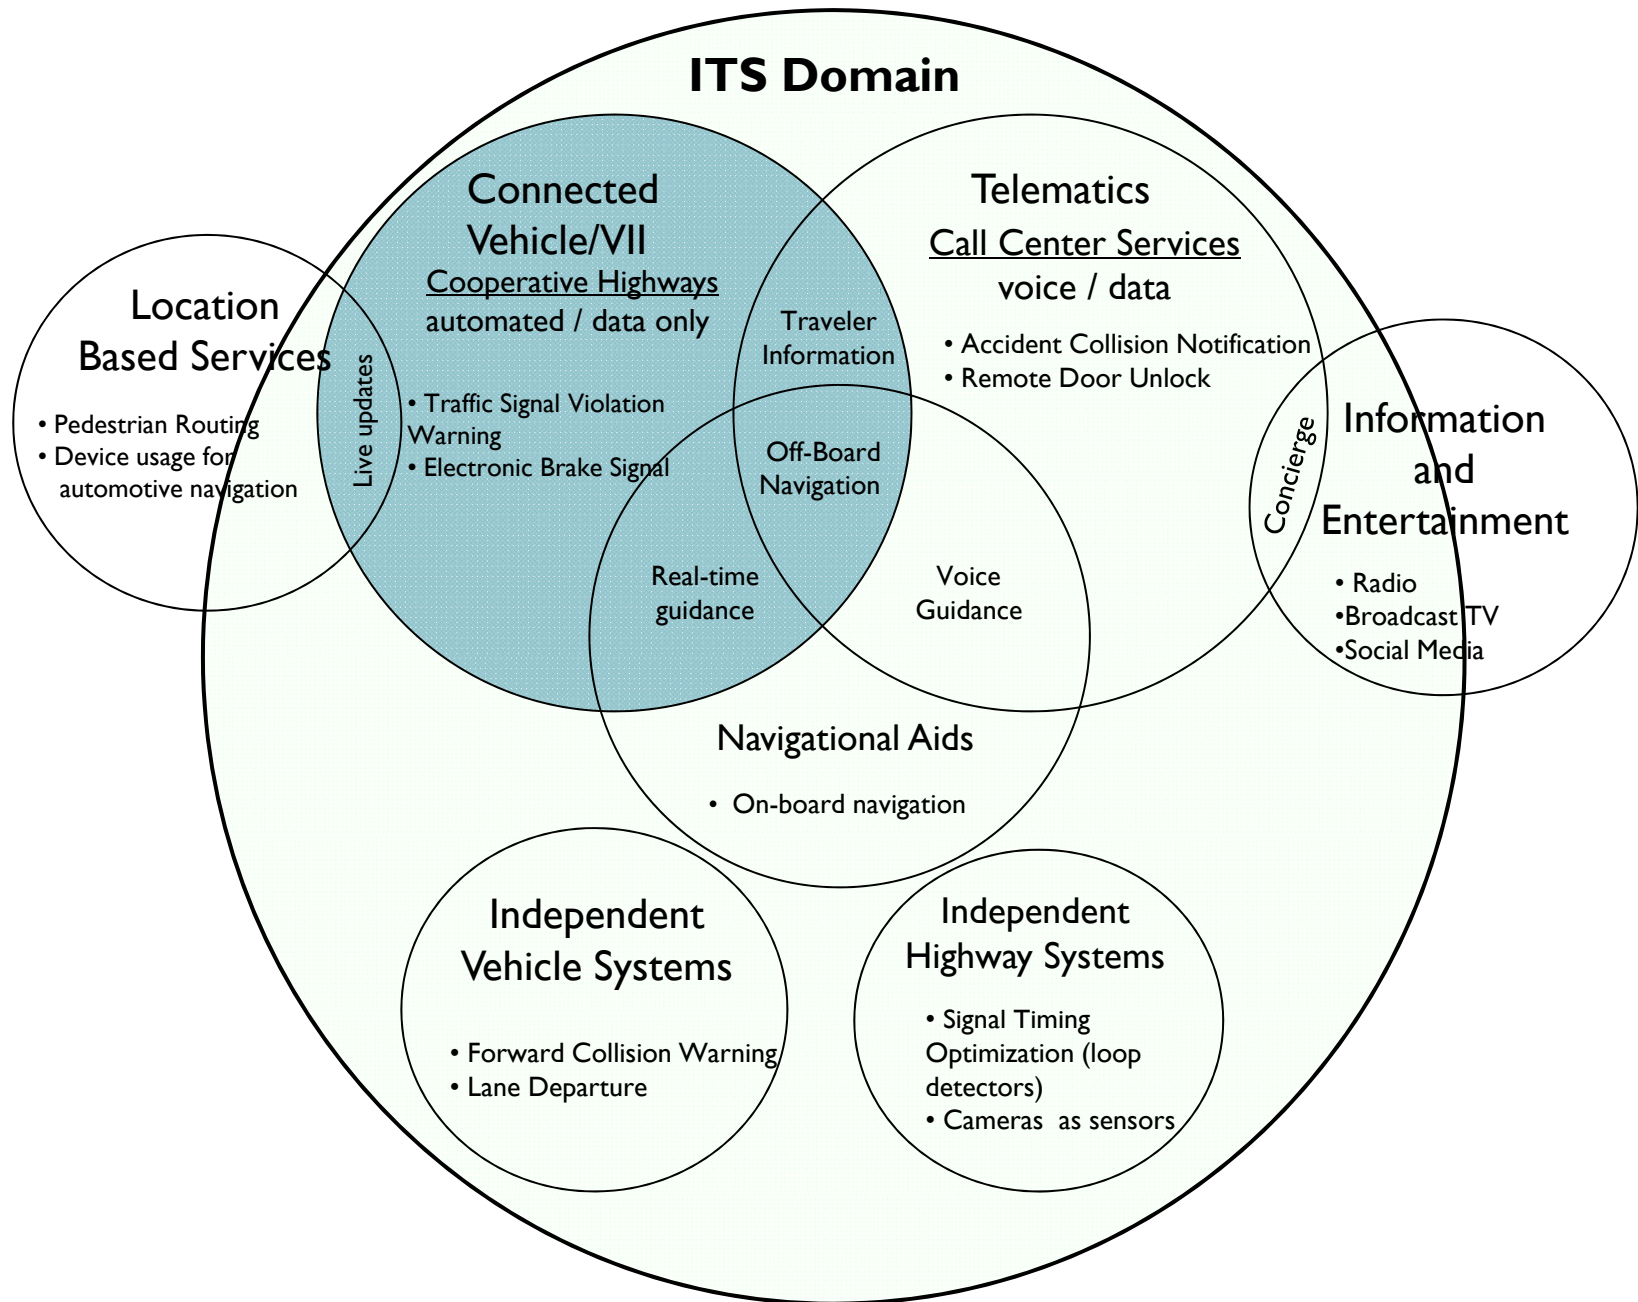 ITS Domain
Connected
Vehicle/VII
Cooperative Highways
automated / data only
• Traffic Signal Violation
Warning
• Electronic Brake Signal
Telematics
Call Center Services
voice / data
• Accident Collision Notification
• Remote Door Unlock
Location
Based Services
• Pedestrian Routing
• Device usage for
automotive navigation
Live updates
Traveler
Information
Off-Board
Navigation
Real-time
guidance
Voice
Guidance
Concierge
Information
and
Entertainment
• Radio
•Broadcast TV
•Social Media
Navigational Aids
• On-board navigation
Independent
Vehicle Systems
• Forward Collision Warning
• Lane Departure
Independent
Highway Systems
• Signal Timing
Optimization (loop
detectors)
• Cameras as sensors